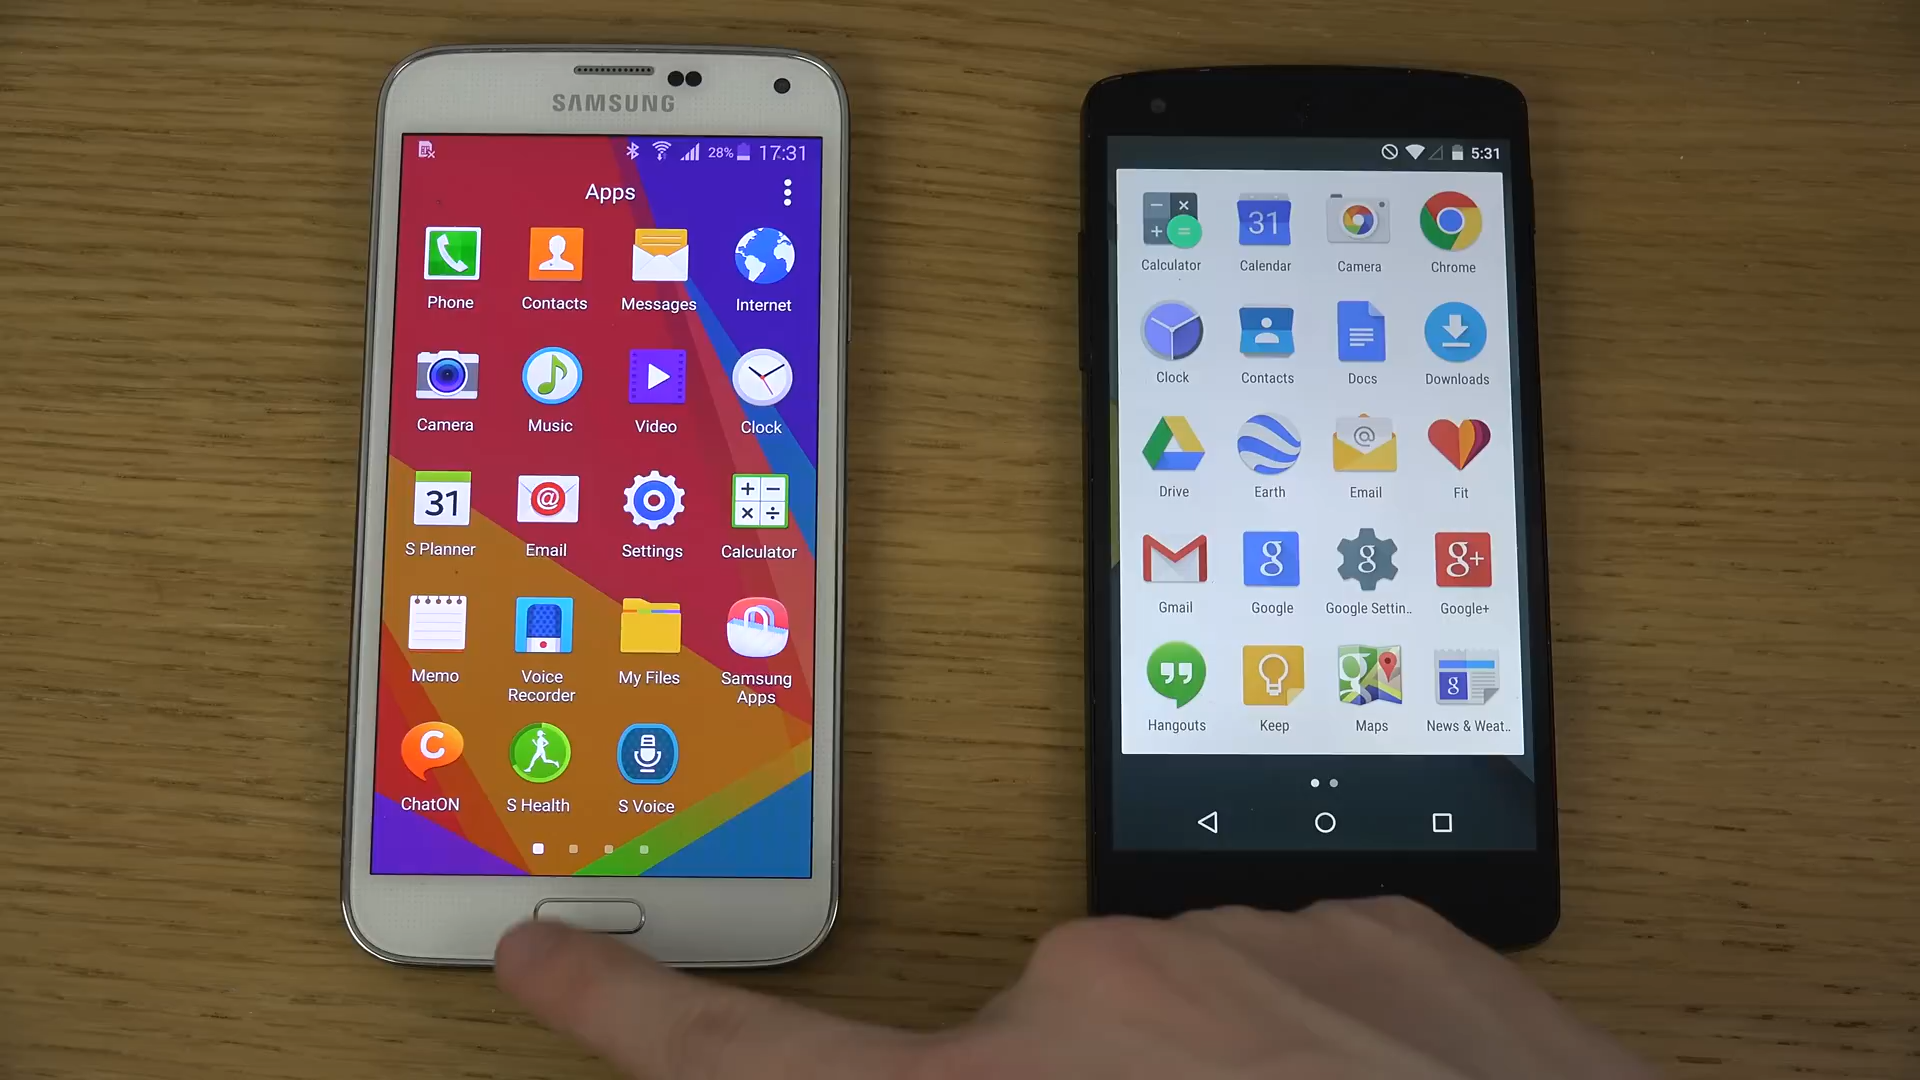 SAMSUNG
28% 17:31
Apps
Phone Contacts Messages Internet
Camera Music Video Clock
31
S Planner Email Settings Calculator
Memo Voice Recorder My Files Samsung Apps
C
ChatON S Health S Voice
5:31
31
Calculator Calendar Camera Chrome
Clock Contacts Docs Downloads
Drive Earth Email Fit
g g g+
Gmail Google Google Settin.. Google+
g g
Hangouts Keep Maps News & Weat..